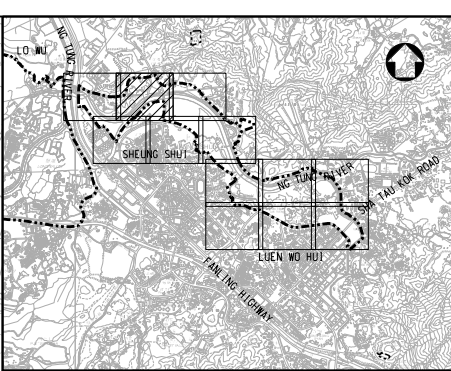 LO WU
NG TUNG RIVER
SHEUNG SHUI
NG TUNG RIVER
SHA TAU KOK ROAD
LUEN WO HUI
FANLING HIGHWAY